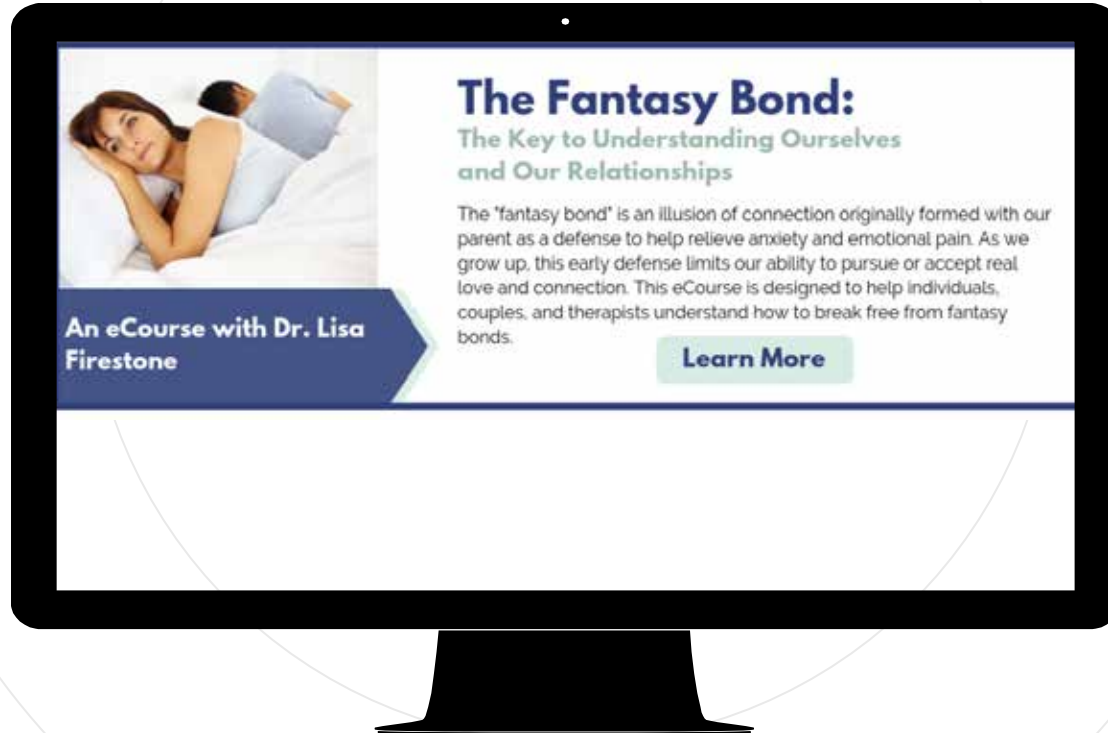 The Fantasy Bond:
The Key to Understanding Ourselves
and Our Relationships
The "fantasy bond" is an illusion of connection originally formed with our
parent as a defense to help relieve anxiety and emotional pain. As we
grow up, this early defense limits our ability to pursue or accept real
love and connection. This eCourse is designed to help individuals,
couples, and therapists understand how to break free from fantasy
bonds.
Learn More
An eCourse with Dr. Lisa
Firestone